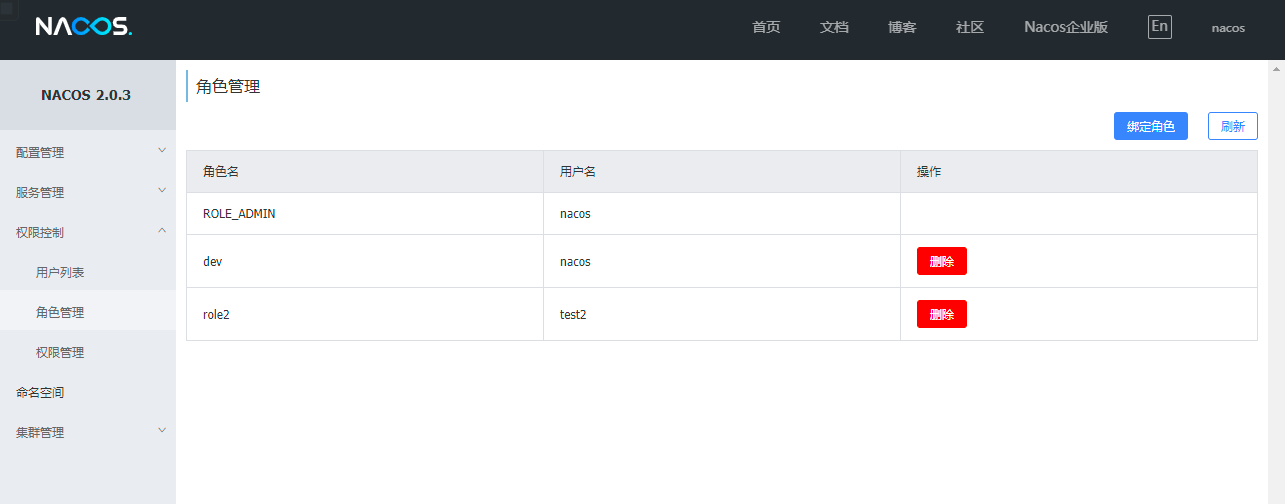 NACOS.
首页 文档 博客 社区 Nacos企业版 En nacos
NACOS 2.0.3
配置管理
服务管理
权限控制
用户列表
角色管理
权限管理
命名空间
集群管理
角色管理
绑定角色 刷新
角色名 用户名 操作
ROLE_ADMIN nacos
dev nacos 删除
role2 test2 删除